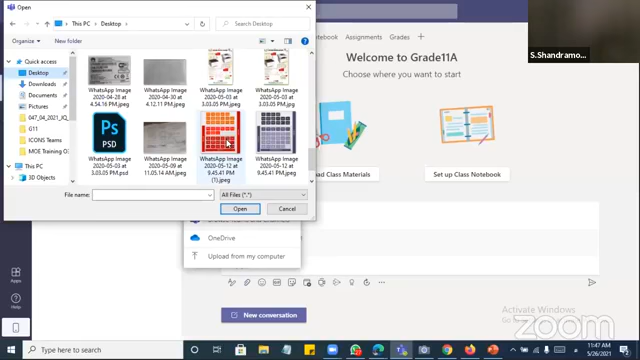 Open
This PC
Desktop
Search Desktop
Organize
New folder
Quick access
Desktop
Downloads
Documents
Pictures
047_04_2021_IQ_
G11
ICONS Teams
MOE Training G
This PC
3D Objects
WhatsApp Image
2020-04-28 at
4.54.16 PM.jpeg
WhatsApp Image
2020-04-30 at
4.12.11 PM.jpeg
WhatsApp Image
2020-05-03 at
3.03.05 PM.jpeg
WhatsApp Image
2020-05-03 at
3.03.05 PM.jpeg
Ps
PSD
WhatsApp Image
2020-05-03 at
3.03.05 PM.psd
WhatsApp Image
2020-05-09 at
11.05.14 AM.jpeg
WhatsApp Image
2020-05-12 at
9.45.41 PM
(1).jpeg
WhatsApp Image
2020-05-12 at
9.45.41 PM.jpeg
File name:
All Files (*.*)
Open
Cancel
OneDrive
Upload from my computer
Notebook
Assignments
Grades
S.Shandramo...
Welcome to Grade11A
Choose where you want to start
load Class Materials
Set up Class Notebook
New conversation
Apps
Help
Activate Windows
Go to
zoom
Type here to search
11:47 AM
5/26/2021